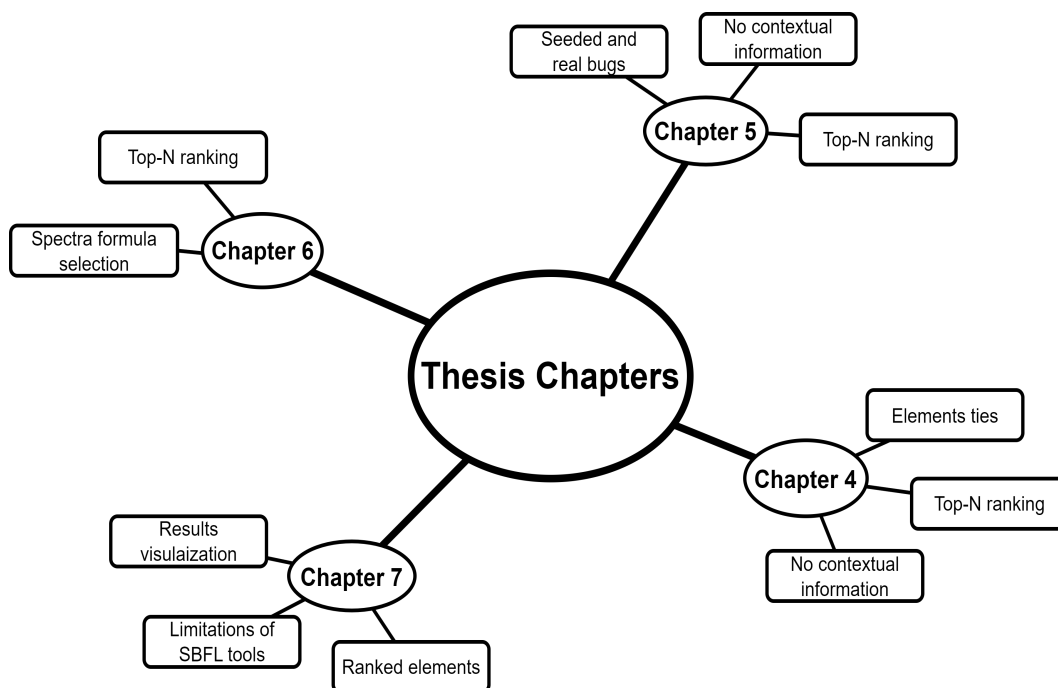 Seeded and
real bugs
No contextual
information
Chapter 5
Top-N ranking
Top-N ranking
Chapter 6
Spectra formula
selection
Thesis Chapters
Elements ties
Chapter 4
Top-N ranking
No contextual
information
Results
visulaization
Chapter 7
Limitations of
SBFL tools
Ranked elements